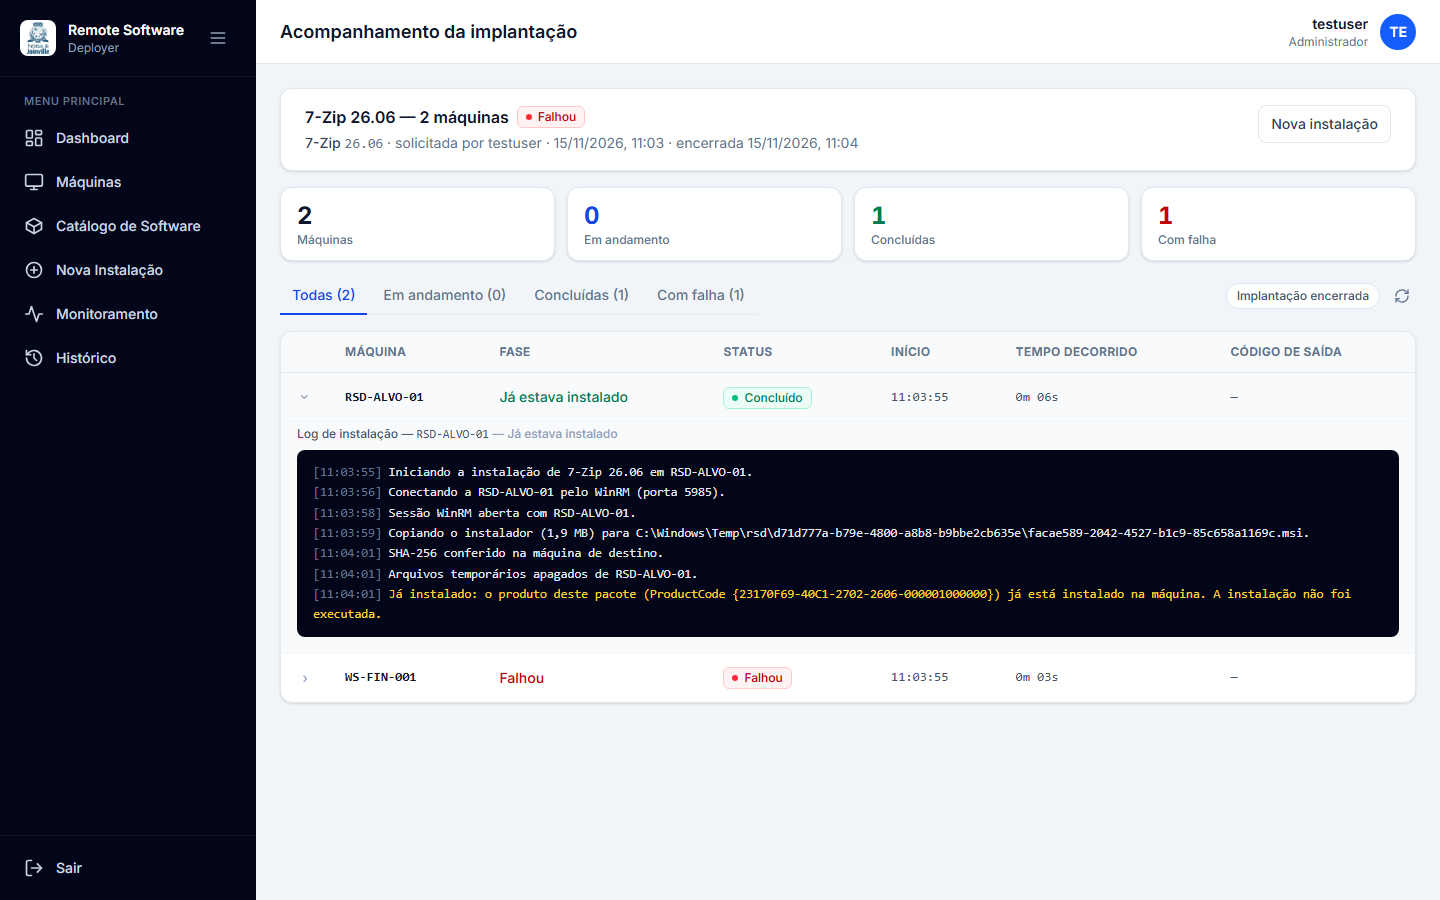 Remote Software
Deployer
MENU PRINCIPAL
Dashboard
Máquinas
Catálogo de Software
Nova Instalação
Monitoramento
Histórico
Sair
Acompanhamento da implantação
testuser
Administrador
TE
7-Zip 26.06 — 2 máquinas Falhou
7-Zip 26.06 · solicitada por testuser · 15/11/2026, 11:03 · encerrada 15/11/2026, 11:04
Nova instalação
2
Máquinas
0
Em andamento
1
Concluídas
1
Com falha
Todas (2) Em andamento (0) Concluídas (1) Com falha (1)
Implantação encerrada
MÁQUINA FASE STATUS INÍCIO TEMPO DECORRIDO CÓDIGO DE SAÍDA
RSD-ALVO-01 Já estava instalado Concluído 11:03:55 0m 06s —
Log de instalação — RSD-ALVO-01 — Já estava instalado
[11:03:55] Iniciando a instalação de 7-Zip 26.06 em RSD-ALVO-01.
[11:03:56] Conectando a RSD-ALVO-01 pelo WinRM (porta 5985).
[11:03:58] Sessão WinRM aberta com RSD-ALVO-01.
[11:03:59] Copiando o instalador (1,9 MB) para C:\Windows\Temp\rsd\d71d777a-b79e-4800-a8b8-b9bbe2cb635e\facae589-2042-4527-b1c9-85c658a1169c.msi.
[11:04:01] SHA-256 conferido na máquina de destino.
[11:04:01] Arquivos temporários apagados de RSD-ALVO-01.
[11:04:01] Já instalado: o produto deste pacote (ProductCode {23170F69-40C1-2702-2606-000001000000}) já está instalado na máquina. A instalação não foi
executada.
WS-FIN-001 Falhou Falhou 11:03:55 0m 03s —